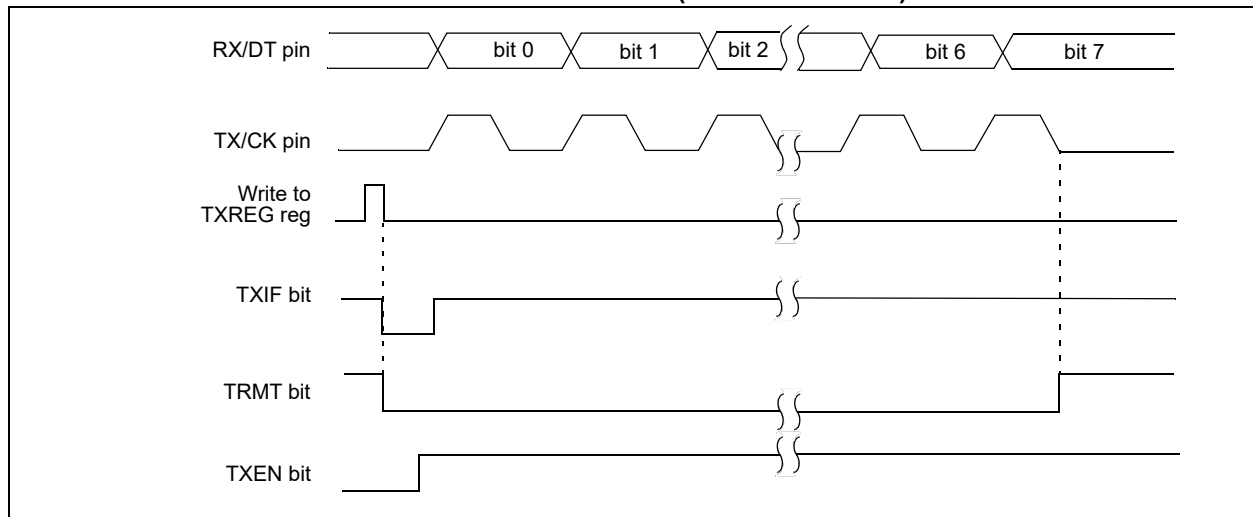 RX/DT pin
bit 0
bit 1
bit 2
bit 6
bit 7
TX/CK pin
Write to
TXREG reg
TXIF bit
TRMT bit
TXEN bit